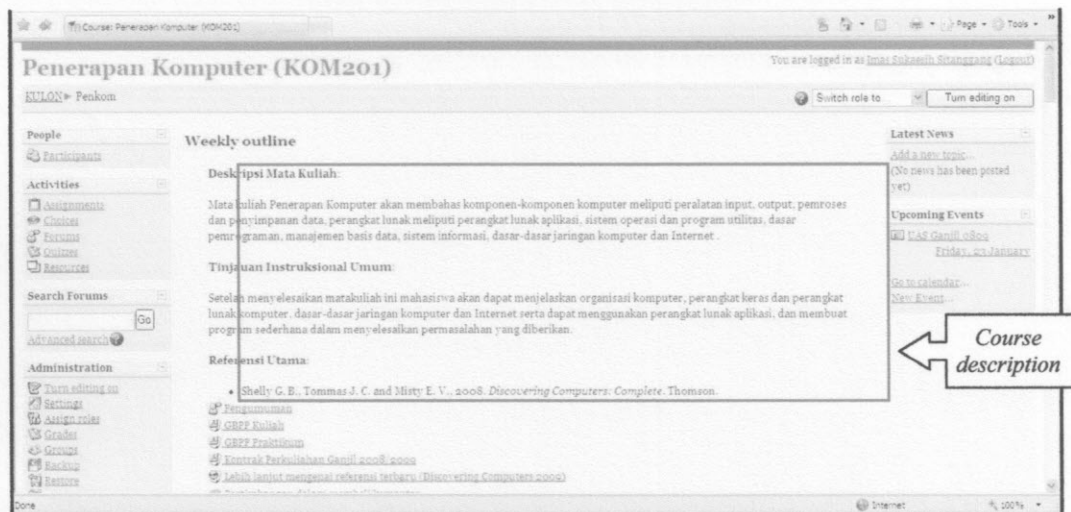 Course: Penerapan Komputer (KOM201)
Page
Tools
Penerapan Komputer (KOM201)
You are logged in as Imas Sukaesih Sitanggang (Logout)
KULON ► Penkom
Switch role to
Turn editing on
People
Participants
Activities
Assignments
Choices
Forums
Quizzes
Resources
Search Forums
Go
Advanced search
Administration
Turn editing on
Settings
Assign roles
Grades
Groups
Backup
Restore
Weekly outline
Deskripsi Mata Kuliah:
Mata kuliah Penerapan Komputer akan membahas komponen-komponen komputer meliputi peralatan input, output, pemroses
dan penyimpanan data, perangkat lunak meliputi perangkat lunak aplikasi, sistem operasi dan program utilitas, dasar
pemrograman, manajemen basis data, sistem informasi, dasar-dasar jaringan komputer dan Internet .
Tinjauan Instruksional Umum:
Setelah menyelesaikan matakuliah ini mahasiswa akan dapat menjelaskan organisasi komputer, perangkat keras dan perangkat
lunak komputer, dasar-dasar jaringan komputer dan Internet serta dapat menggunakan perangkat lunak aplikasi, dan membuat
program sederhana dalam menyelesaikan permasalahan yang diberikan.
Referensi Utama:
• Shelly G. B., Tommas J. C. and Misty E. V., 2008. Discovering Computers: Complete. Thomson.
Pengumuman
GBPP Kuliah
GBPP Praktikum
Kontrak Perkuliahan Ganjil 2008/2009
Lebih lanjut mengenai referensi terbaru (Discovering Computers 2009)
Latest News
Add a new topic...
(No news has been posted
yet)
Upcoming Events
UAS Ganjil 0809
Friday, 23 January
Go to calendar...
New Event...
Course
description
Done
Internet
100%